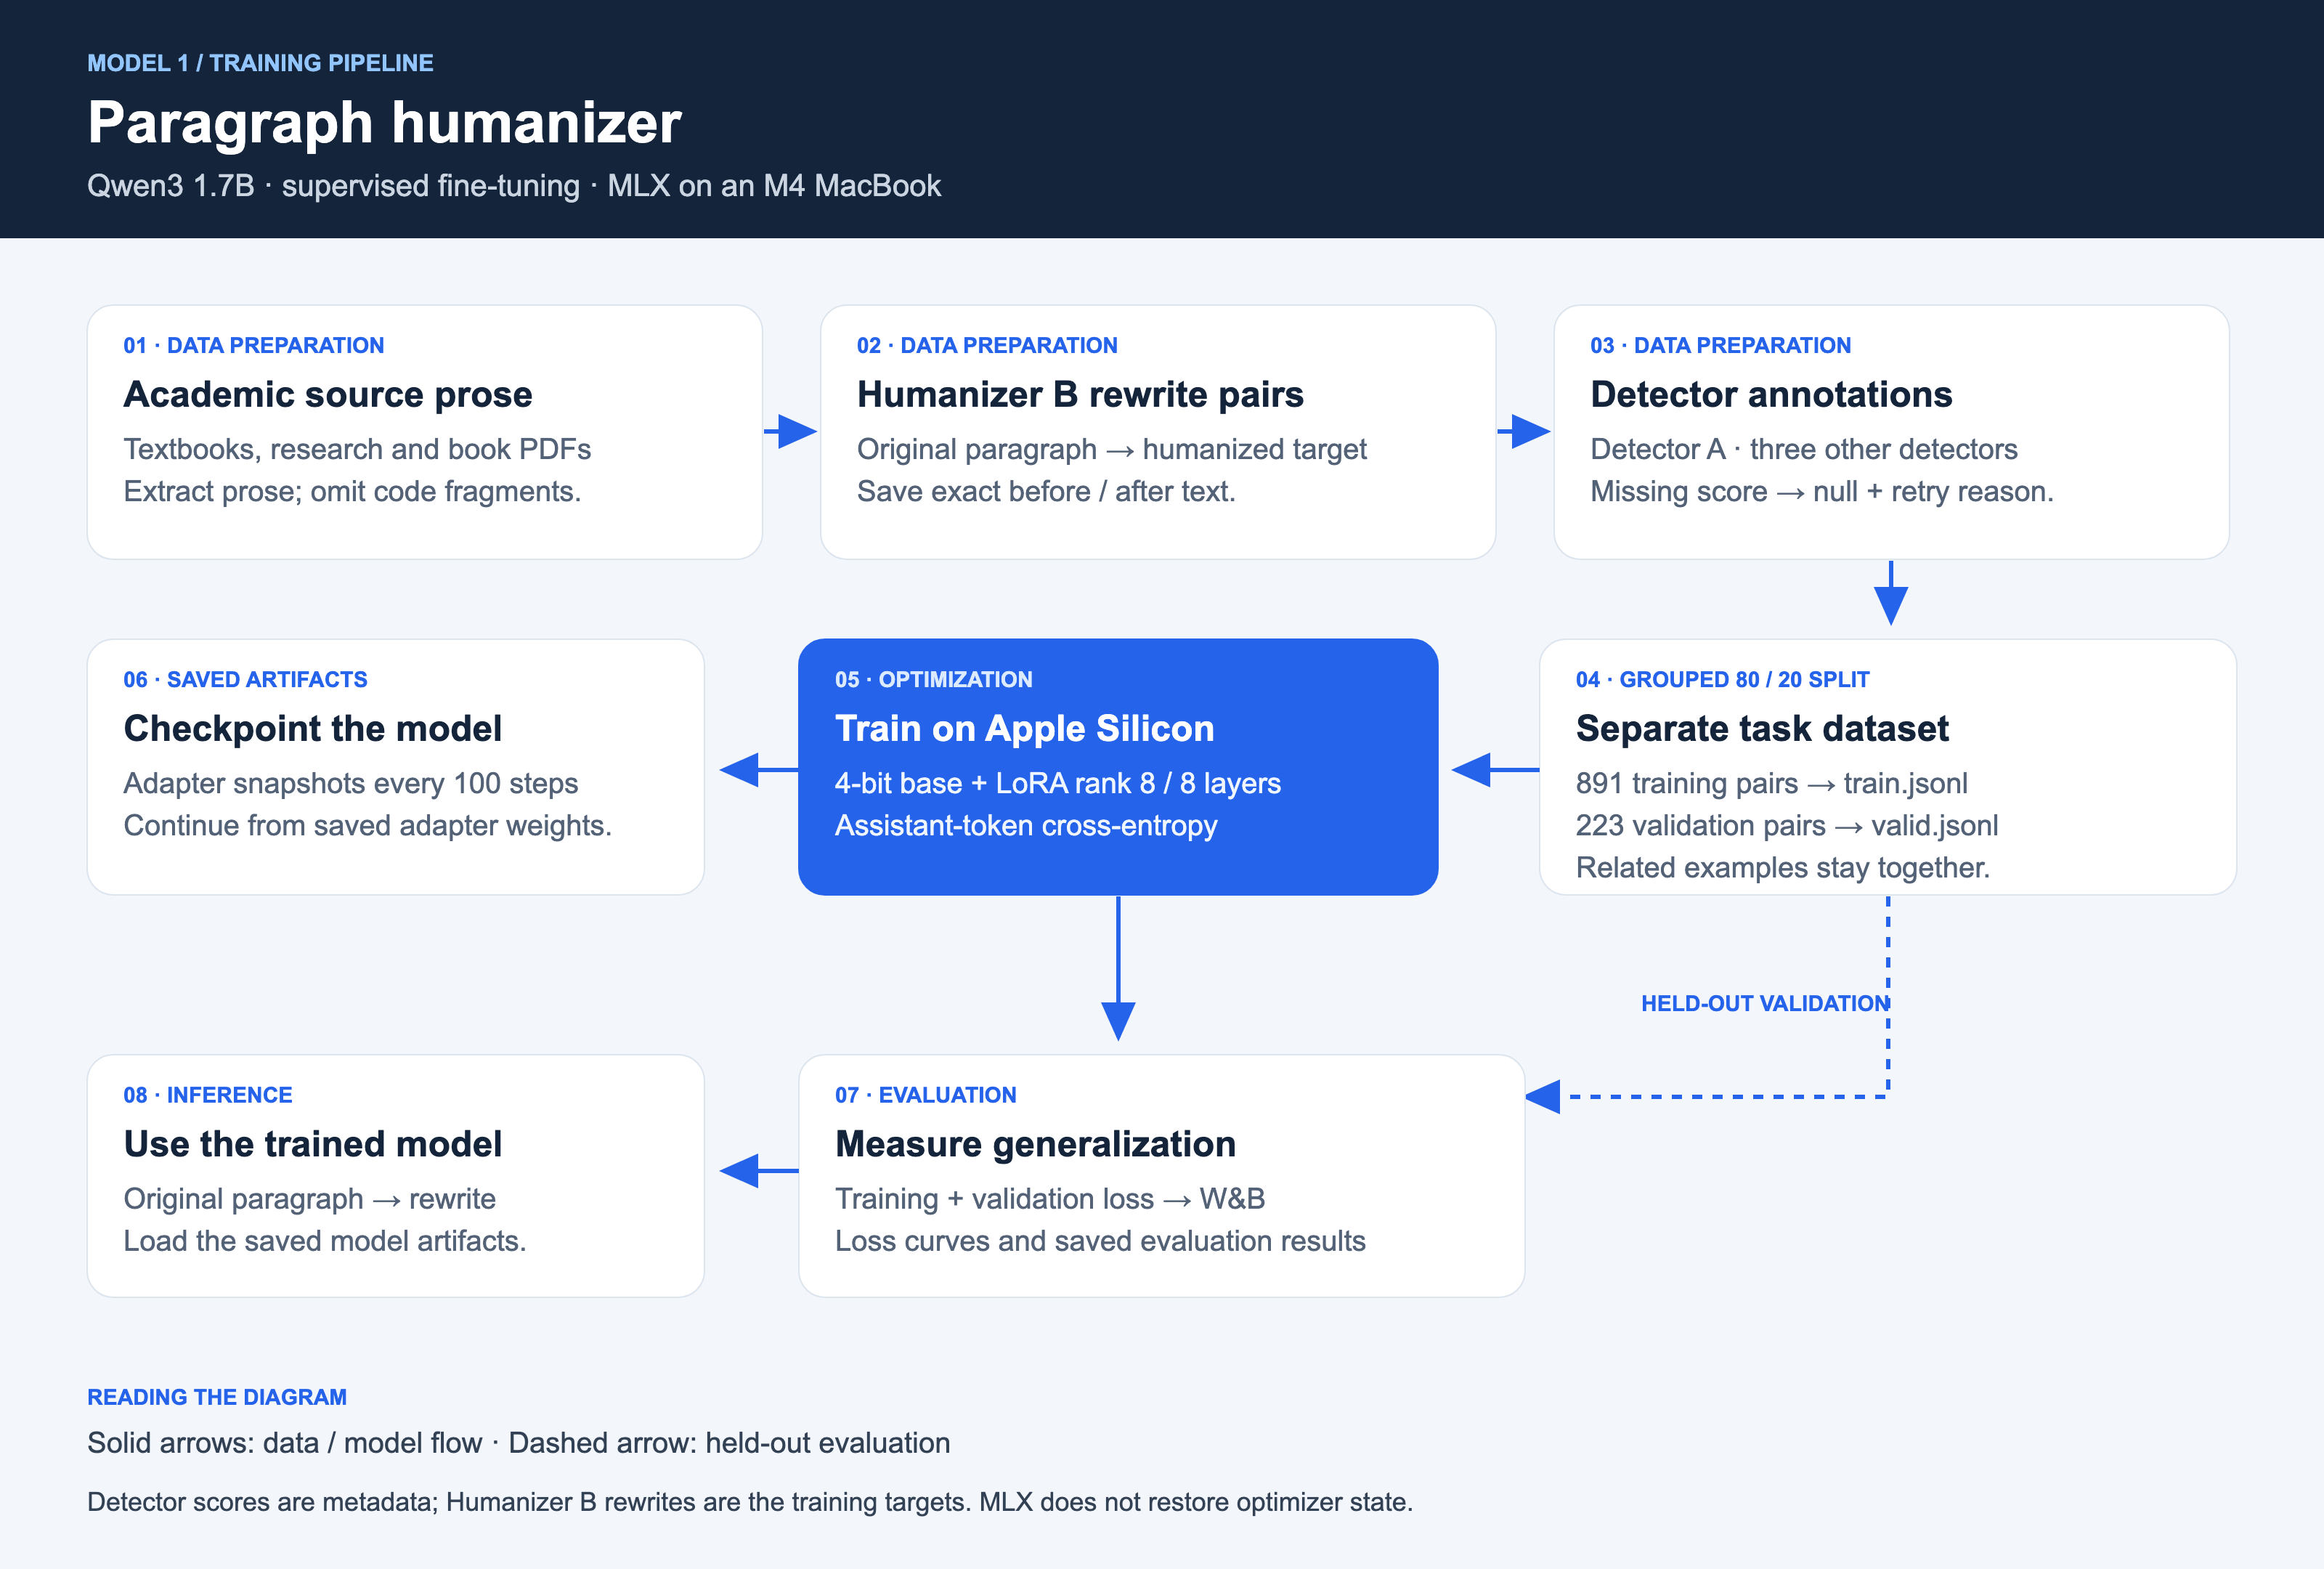 MODEL 1 / TRAINING PIPELINE
Paragraph humanizer
Qwen3 1.7B · supervised fine-tuning · MLX on an M4 MacBook
01 · DATA PREPARATION
Academic source prose
Textbooks, research and book PDFs
Extract prose; omit code fragments.
02 · DATA PREPARATION
Humanizer B rewrite pairs
Original paragraph → humanized target
Save exact before / after text.
03 · DATA PREPARATION
Detector annotations
Detector A · three other detectors
Missing score → null + retry reason.
04 · GROUPED 80 / 20 SPLIT
Separate task dataset
891 training pairs → train.jsonl
223 validation pairs → valid.jsonl
Related examples stay together.
05 · OPTIMIZATION
Train on Apple Silicon
4-bit base + LoRA rank 8 / 8 layers
Assistant-token cross-entropy
06 · SAVED ARTIFACTS
Checkpoint the model
Adapter snapshots every 100 steps
Continue from saved adapter weights.
HELD-OUT VALIDATION
07 · EVALUATION
Measure generalization
Training + validation loss → W&B
Loss curves and saved evaluation results
08 · INFERENCE
Use the trained model
Original paragraph → rewrite
Load the saved model artifacts.
READING THE DIAGRAM
Solid arrows: data / model flow · Dashed arrow: held-out evaluation
Detector scores are metadata; Humanizer B rewrites are the training targets. MLX does not restore optimizer state.